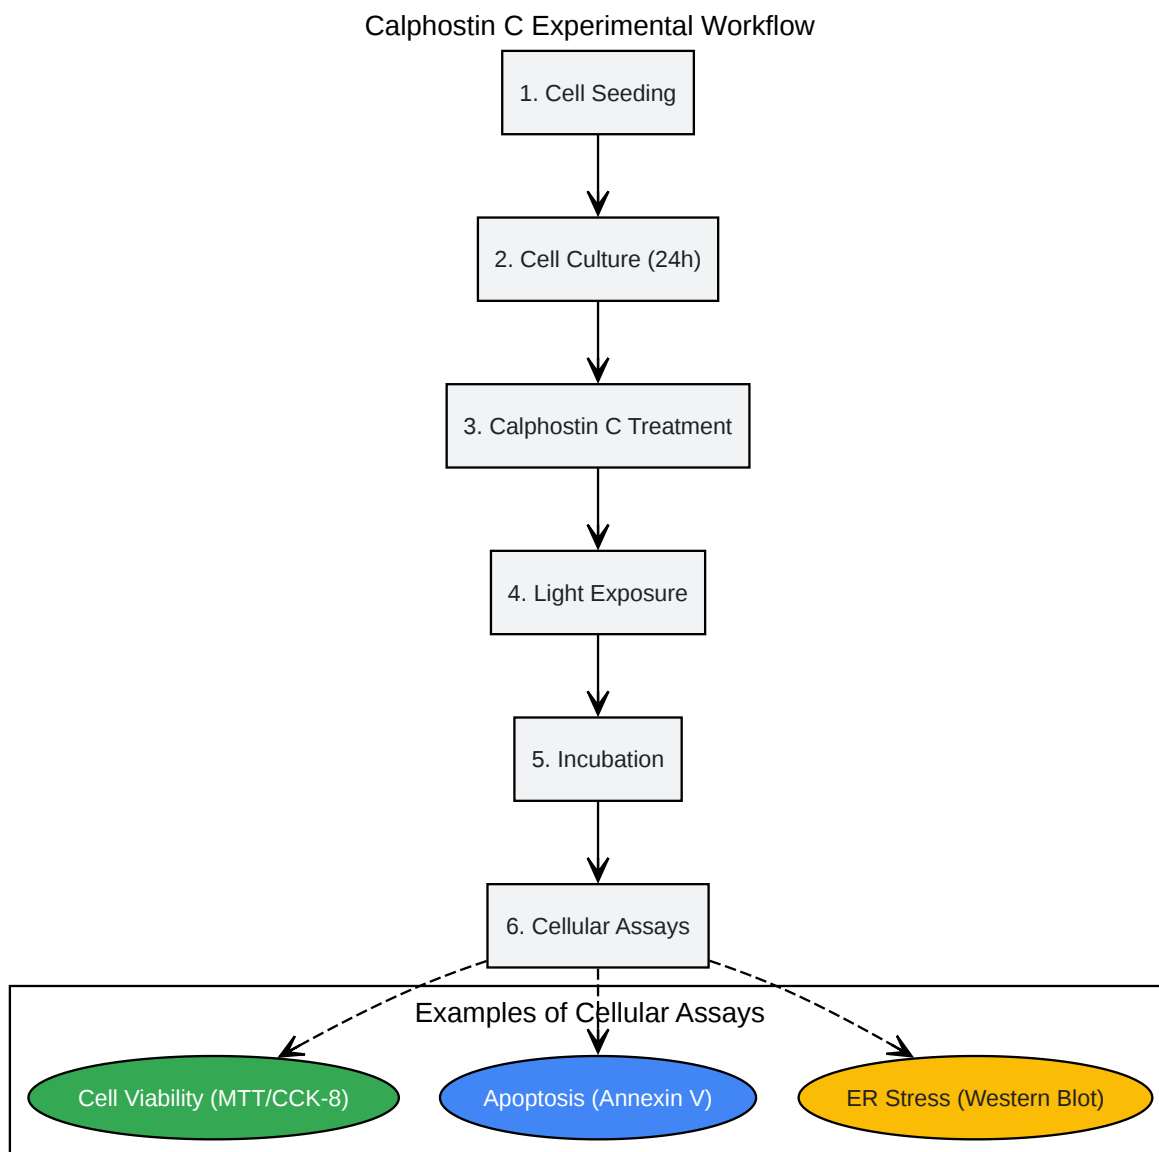 Calphostin C Experimental Workflow
1. Cell Seeding
2. Cell Culture (24h)
3. Calphostin C Treatment
4. Light Exposure
5. Incubation
6. Cellular Assays
Examples of Cellular Assays
Cell Viability (MTT/CCK-8)
Apoptosis (Annexin V)
ER Stress (Western Blot)